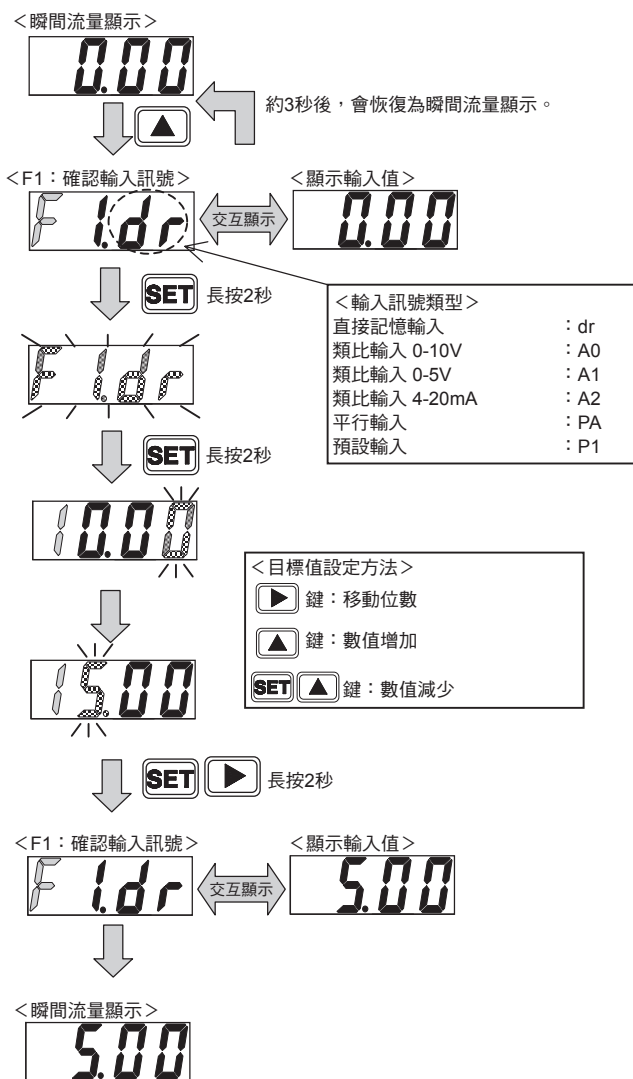 ＜瞬間流量顯示＞
0.00
約3秒後，會恢復為瞬間流量顯示。
＜F1：確認輸入訊號＞
＜顯示輸入值＞
F 1.dr
交互顯示
0.00
SET 長按2秒
＜輸入訊號類型＞
直接記憶輸入 ：dr
類比輸入 0-10V ：A0
類比輸入 0-5V ：A1
類比輸入 4-20mA ：A2
平行輸入 ：PA
預設輸入 ：P1
F 1.dr
SET 長按2秒
1 0.00
＜目標值設定方法＞
鍵：移動位數
鍵：數值增加
SET 鍵：數值減少
1 5.00
SET 長按2秒
＜F1：確認輸入訊號＞
＜顯示輸入值＞
F 1.dr
交互顯示
5.00
＜瞬間流量顯示＞
5.00